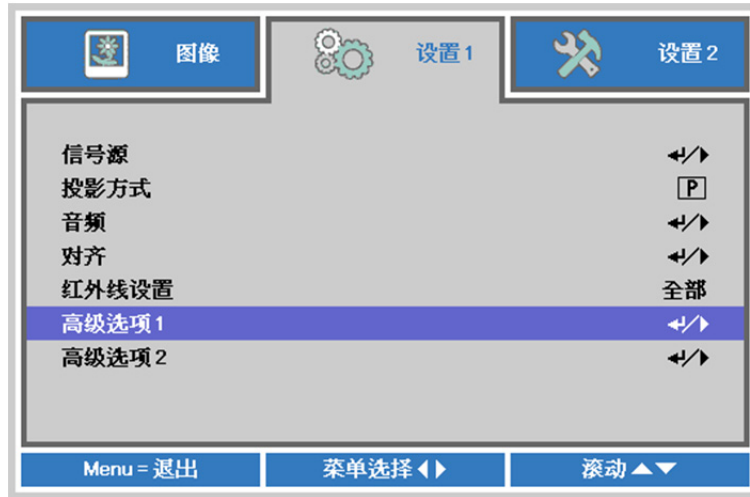 图像
设置1
设置2
信号源
投影方式 P
音频
对齐
红外线设置 全部
高级选项1
高级选项2
Menu = 退出
菜单选择
滚动